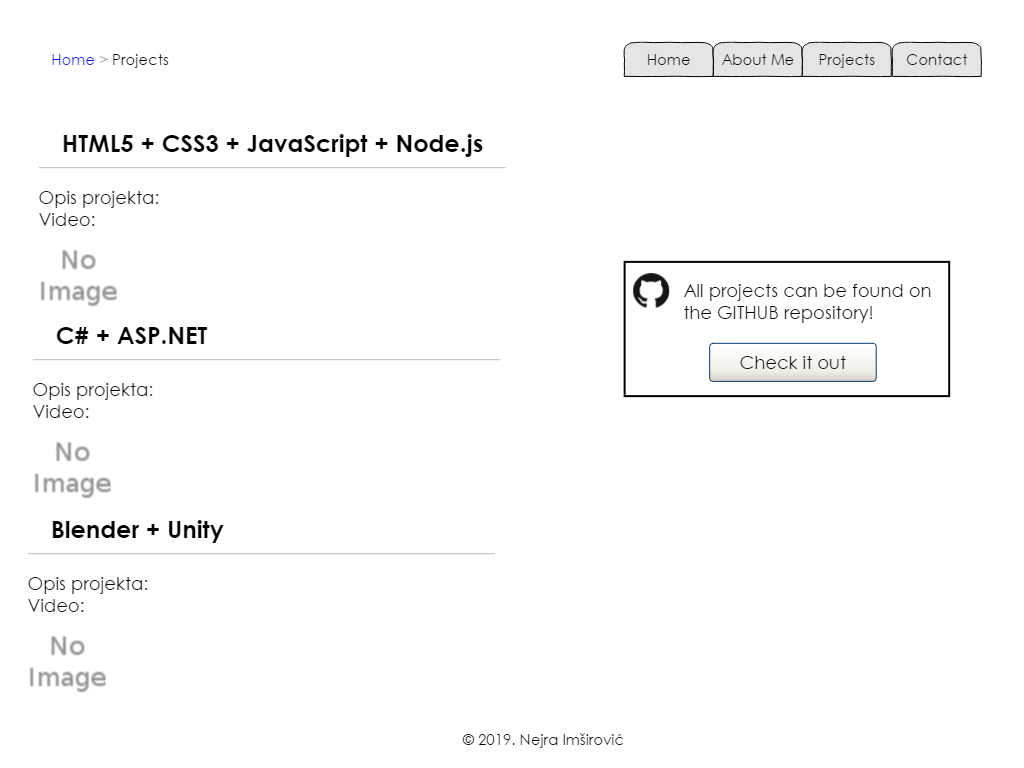 Home > Projects
Home
About Me
Projects
Contact
HTML5 + CSS3 + JavaScript + Node.js
Opis projekta:
Video:
No
Image
C# + ASP.NET
Opis projekta:
Video:
No
Image
Blender + Unity
Opis projekta:
Video:
No
Image
All projects can be found on
the GITHUB repository!
Check it out
© 2019. Nejra Imširović